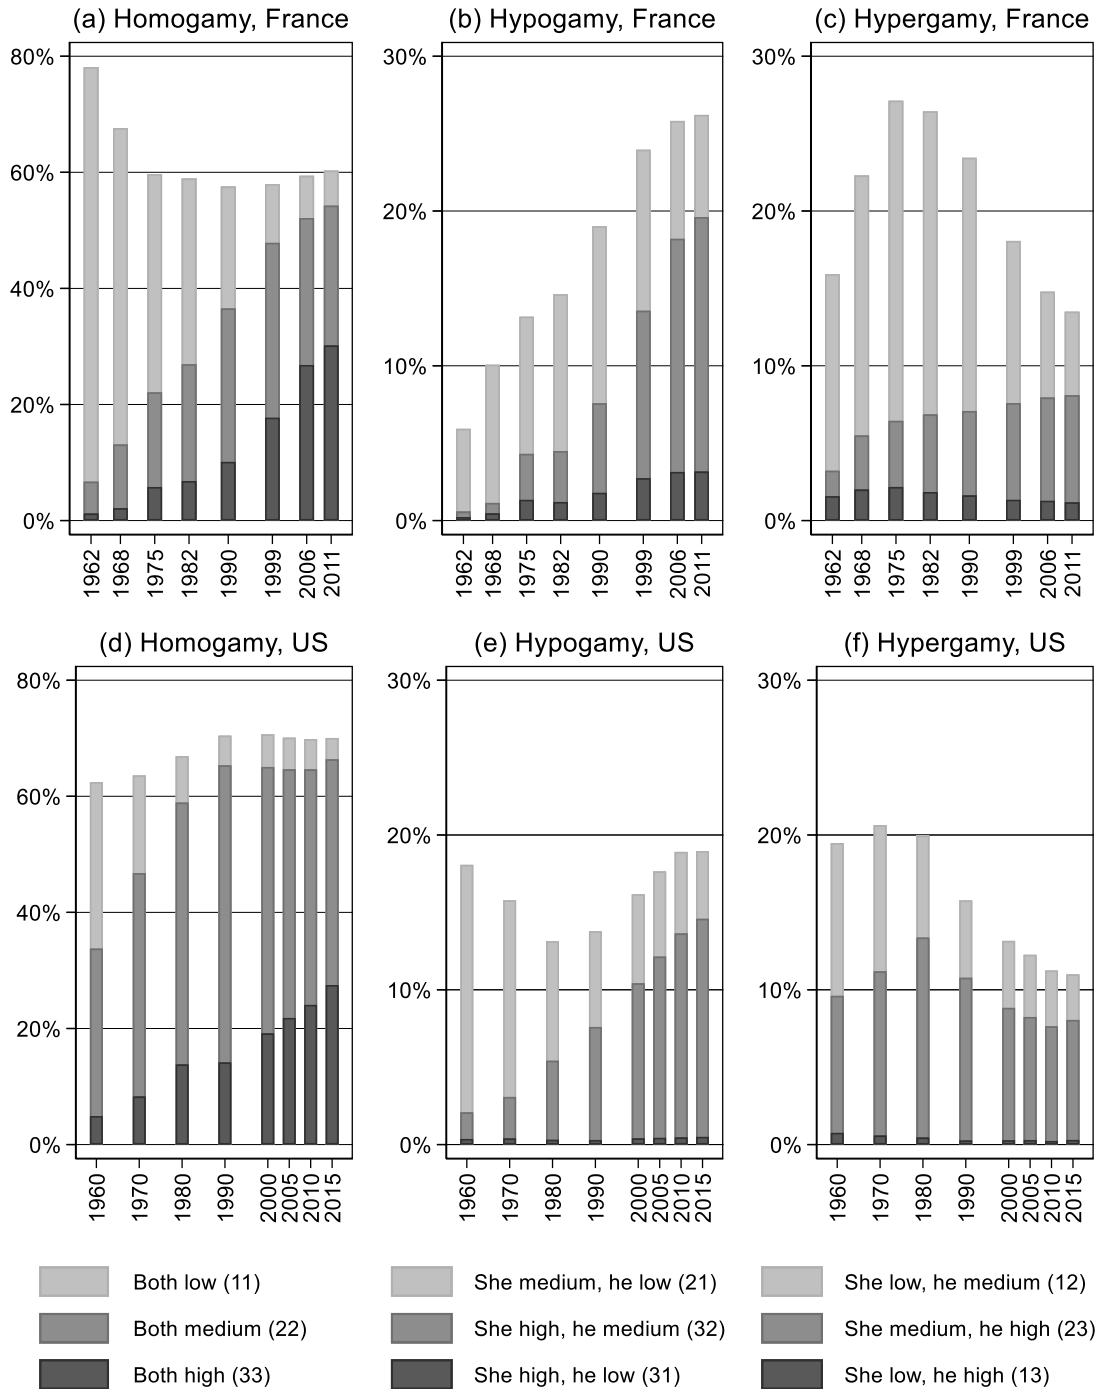 (a) Homogamy, France
(b) Hypogamy, France
(c) Hypergamy, France
80%
60%
40%
20%
0%
1962 1968 1975 1982 1990 1999 2006 2011
30%
20%
10%
0%
1962 1968 1975 1982 1990 1999 2006 2011
30%
20%
10%
0%
1962 1968 1975 1982 1990 1999 2006 2011
(d) Homogamy, US
(e) Hypogamy, US
(f) Hypergamy, US
80%
60%
40%
20%
0%
1960 1970 1980 1990 2000 2005 2010 2015
30%
20%
10%
0%
1960 1970 1980 1990 2000 2005 2010 2015
30%
20%
10%
0%
1960 1970 1980 1990 2000 2005 2010 2015
Both low (11)
Both medium (22)
Both high (33)
She medium, he low (21)
She high, he medium (32)
She high, he low (31)
She low, he medium (12)
She medium, he high (23)
She low, he high (13)